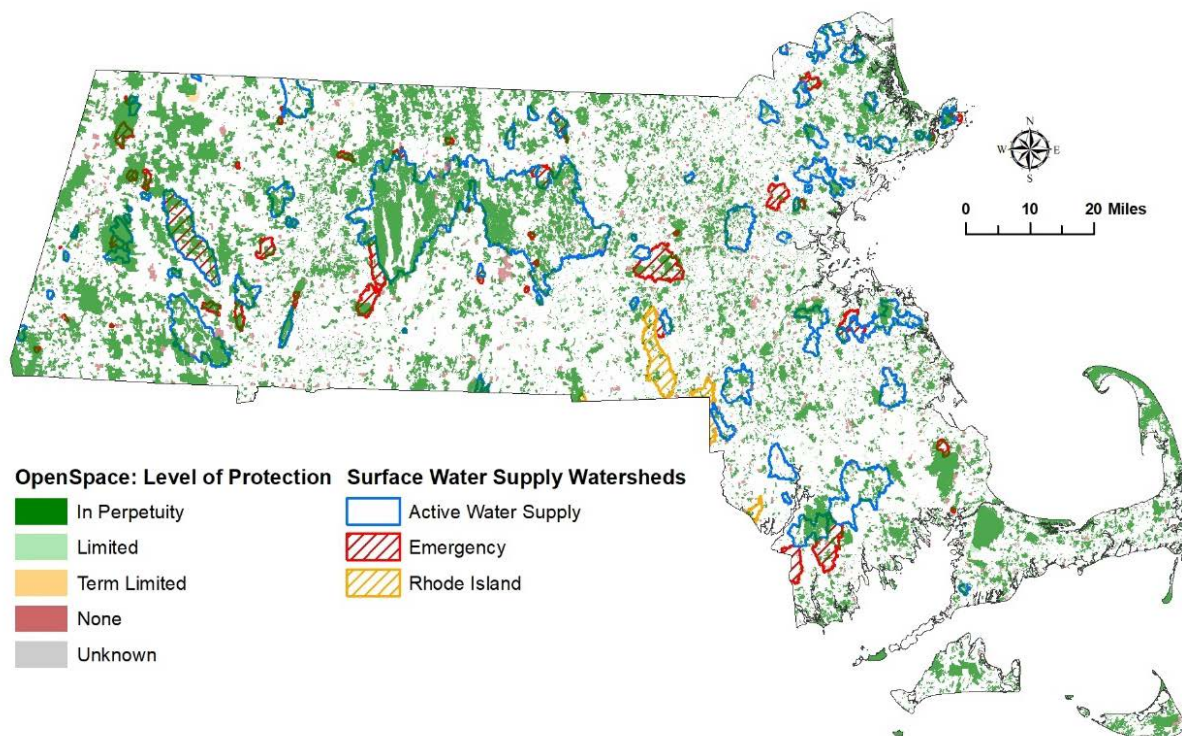 N
W E
S
0 10 20 Miles
OpenSpace: Level of Protection
In Perpetuity
Limited
Term Limited
None
Unknown
Surface Water Supply Watersheds
Active Water Supply
Emergency
Rhode Island